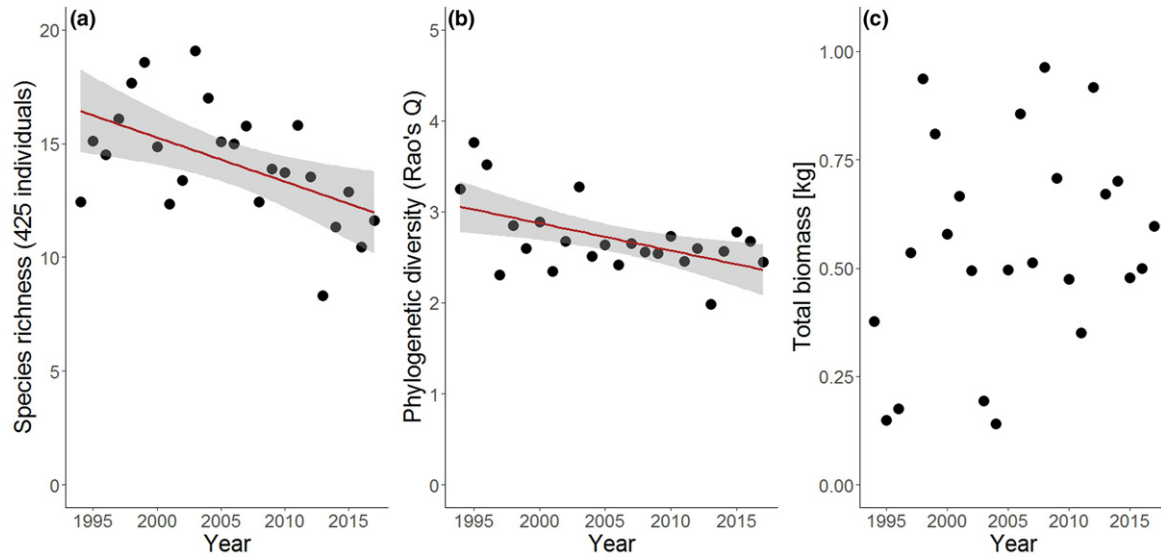 (a)
Species richness (425 individuals)
20
15
10
5
0
1995 2000 2005 2010 2015
Year
(b)
Phylogenetic diversity (Rao's Q)
5
4
3
2
1
0
1995 2000 2005 2010 2015
Year
(c)
Total biomass [kg]
1.00
0.75
0.50
0.25
0.00
1995 2000 2005 2010 2015
Year